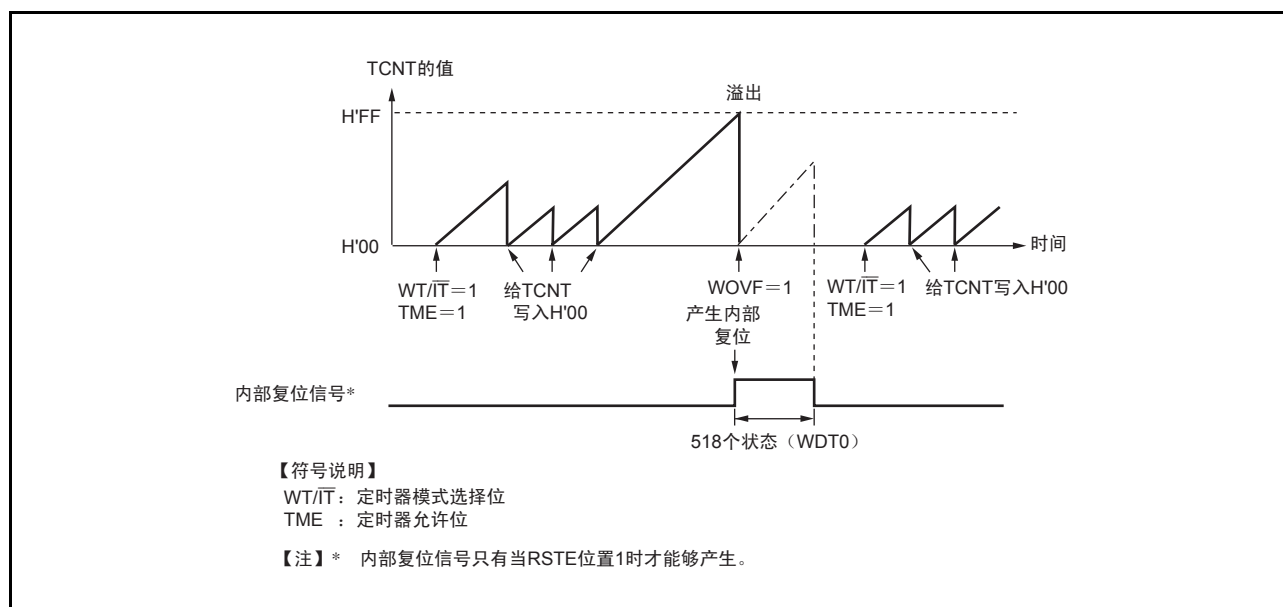 TCNT的值
溢出
H'FF
H'00
时间
WT/I̅T̅＝1
TME＝1
给TCNT
写入H'00
WOVF＝1
产生内部
复位
WT/I̅T̅＝1
TME＝1
给TCNT写入H'00
内部复位信号*
518个状态（WDT0）
【符号说明】
WT/I̅T̅：定时器模式选择位
TME ：定时器允许位
【注】* 内部复位信号只有当RSTE位置1时才能够产生。